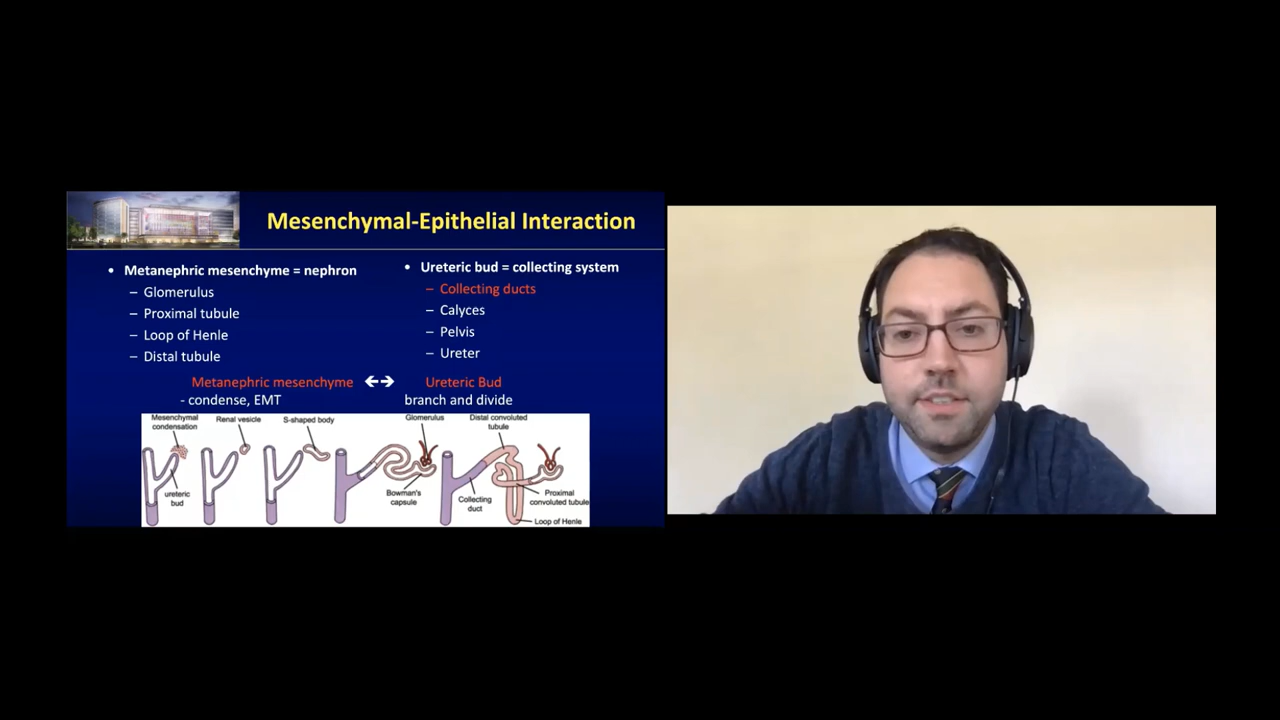 Mesenchymal-Epithelial Interaction
• Metanephric mesenchyme = nephron
– Glomerulus
– Proximal tubule
– Loop of Henle
– Distal tubule
• Ureteric bud = collecting system
– Collecting ducts
– Calyces
– Pelvis
– Ureter
Metanephric mesenchyme
- condense, EMT
Ureteric Bud
branch and divide
Mesenchymal
condensation
Renal vesicle
S-shaped body
Glomerulus
Distal convoluted
tubule
ureteric
bud
Bowman's
capsule
Collecting
duct
Proximal
convoluted tubule
Loop of Henle